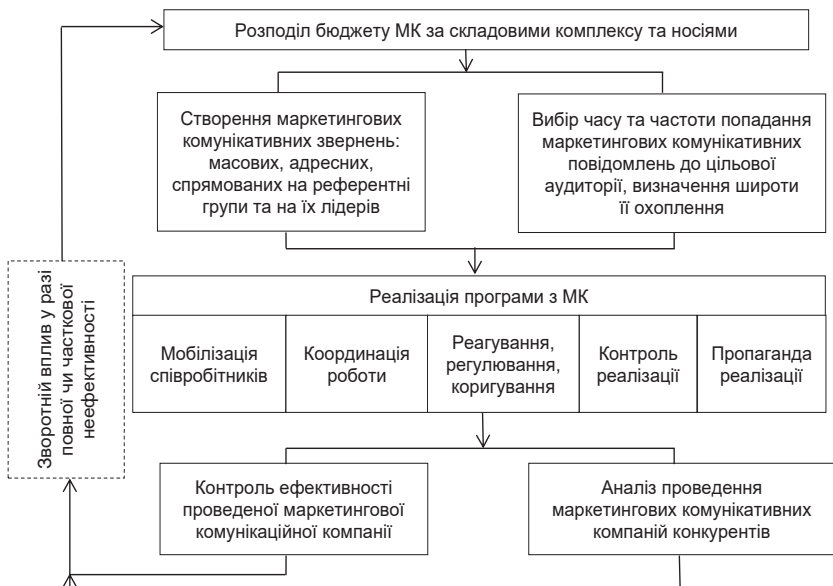 Розподіл бюджету МК за складовими комплексу та носіями
Створення маркетингових
комунікативних звернень:
масових, адресних,
спрямованих на референтні
групи та на їх лідерів
Вибір часу та частоти попадання
маркетингових комунікативних
повідомлень до цільової
аудиторії, визначення широти
її охоплення
Зворотній вплив у разі
повної чи часткової
неефективності
Реалізація програми з МК
Мобілізація
співробітників
Координація
роботи
Реагування,
регулювання,
коригування
Контроль
реалізації
Пропаганда
реалізації
Контроль ефективності
проведеної маркетингової
комунікаційної компанії
Аналіз проведення
маркетингових комунікативних
компаній конкурентів